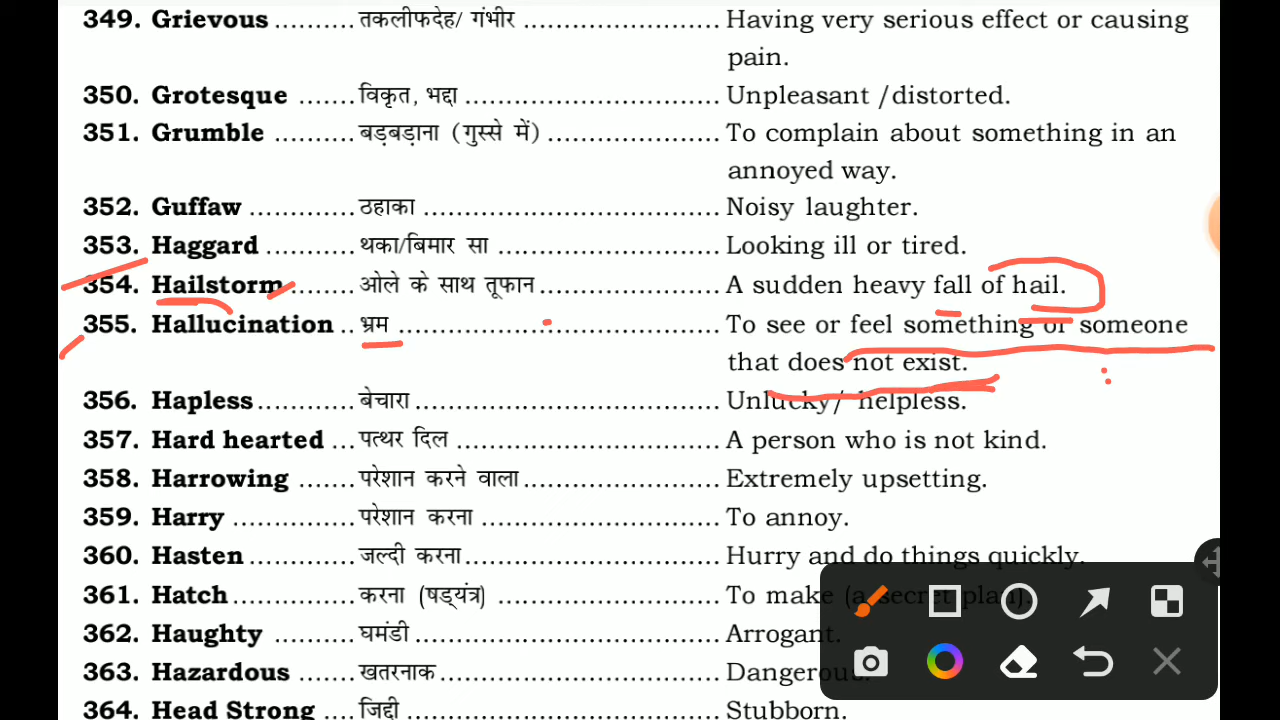 349. Grievous .......... तकलीफदेह/ गंभीर ........................ Having very serious effect or causing
pain.
350. Grotesque ....... विकृत, भद्दा ............................... Unpleasant /distorted.
351. Grumble .......... बड़बड़ाना (गुस्से में) ..................... To complain about something in an
annoyed way.
352. Guffaw ............. ठहाका .................................... Noisy laughter.
353. Haggard ........... थका/बिमार सा ........................... Looking ill or tired.
354. Hailstorm ........ ओले के साथ तूफान ...................... A sudden heavy fall of hail.
355. Hallucination .. भ्रम ....................................... To see or feel something or someone
that does not exist.
356. Hapless ............ बेचारा ..................................... Unlucky/ helpless.
357. Hard hearted ... पत्थर दिल ................................ A person who is not kind.
358. Harrowing ....... परेशान करने वाला ........................ Extremely upsetting.
359. Harry ............... परेशान करना ............................. To annoy.
360. Hasten ............. जल्दी करना ............................... Hurry and do things quickly.
361. Hatch ............... करना (षड्यंत्र) ........................... To make (a secret plan).
362. Haughty .......... घमंडी ..................................... Arrogant.
363. Hazardous ........ खतरनाक .................................. Dangerous.
364. Head Strong .... जिद्दी ...................................... Stubborn.